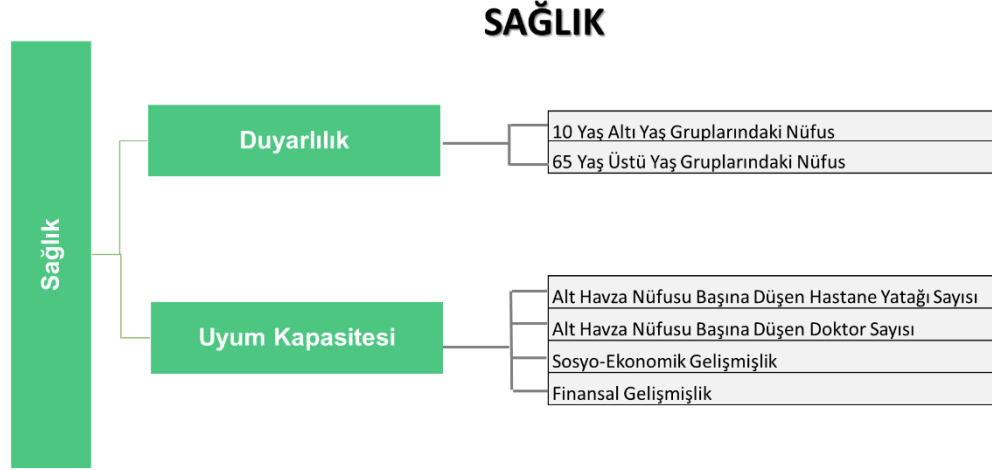 SAĞLIK
Sağlık
Duyarlılık
10 Yaş Altı Yaş Gruplarındaki Nüfus
65 Yaş Üstü Yaş Gruplarındaki Nüfus
Uyum Kapasitesi
Alt Havza Nüfusu Başına Düşen Hastane Yatağı Sayısı
Alt Havza Nüfusu Başına Düşen Doktor Sayısı
Sosyo-Ekonomik Gelişmişlik
Finansal Gelişmişlik